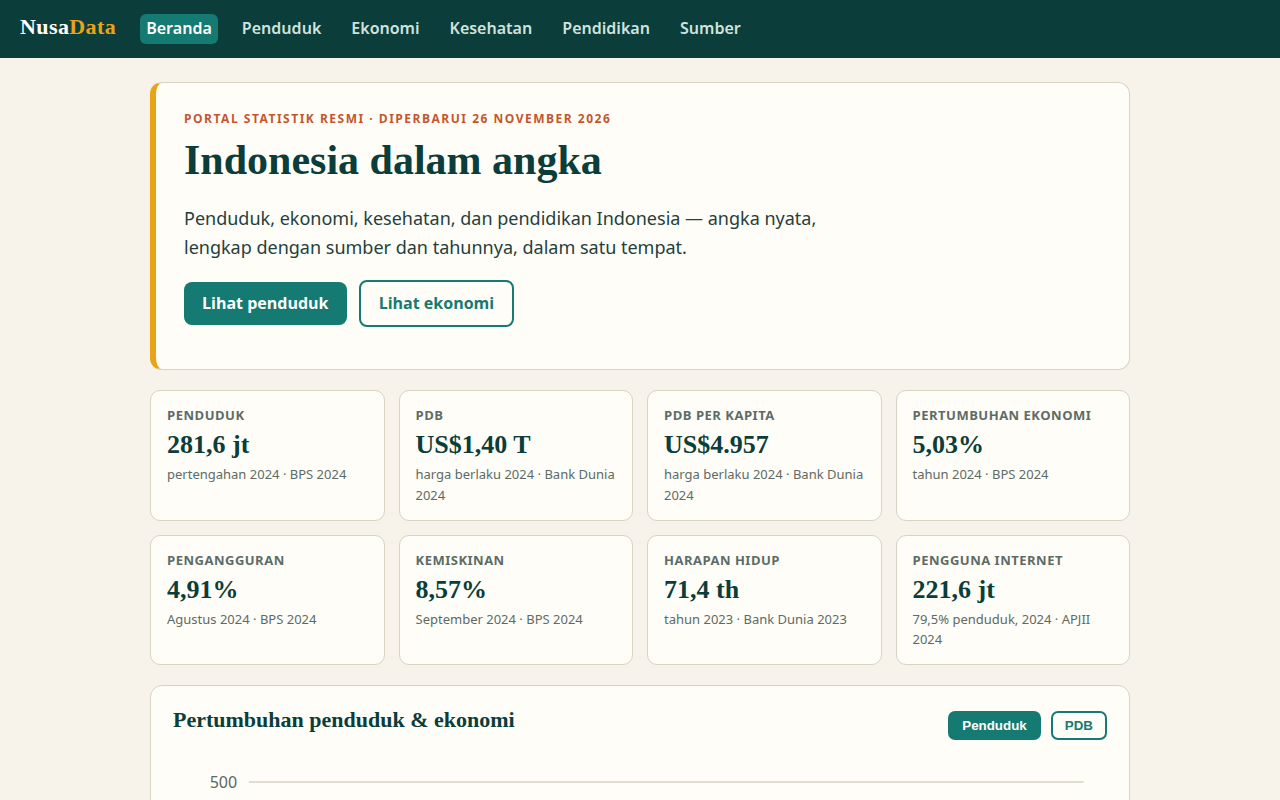 NusaData Beranda Penduduk Ekonomi Kesehatan Pendidikan Sumber
PORTAL STATISTIK RESMI · DIPERBARUI 26 NOVEMBER 2026
Indonesia dalam angka
Penduduk, ekonomi, kesehatan, dan pendidikan Indonesia — angka nyata,
lengkap dengan sumber dan tahunnya, dalam satu tempat.
Lihat penduduk Lihat ekonomi
PENDUDUK
281,6 jt
pertengahan 2024 · BPS 2024
PDB
US$1,40 T
harga berlaku 2024 · Bank Dunia
2024
PDB PER KAPITA
US$4.957
harga berlaku 2024 · Bank Dunia
2024
PERTUMBUHAN EKONOMI
5,03%
tahun 2024 · BPS 2024
PENGANGGURAN
4,91%
Agustus 2024 · BPS 2024
KEMISKINAN
8,57%
September 2024 · BPS 2024
HARAPAN HIDUP
71,4 th
tahun 2023 · Bank Dunia 2023
PENGGUNA INTERNET
221,6 jt
79,5% penduduk, 2024 · APJII
2024
Pertumbuhan penduduk & ekonomi
Penduduk PDB
500